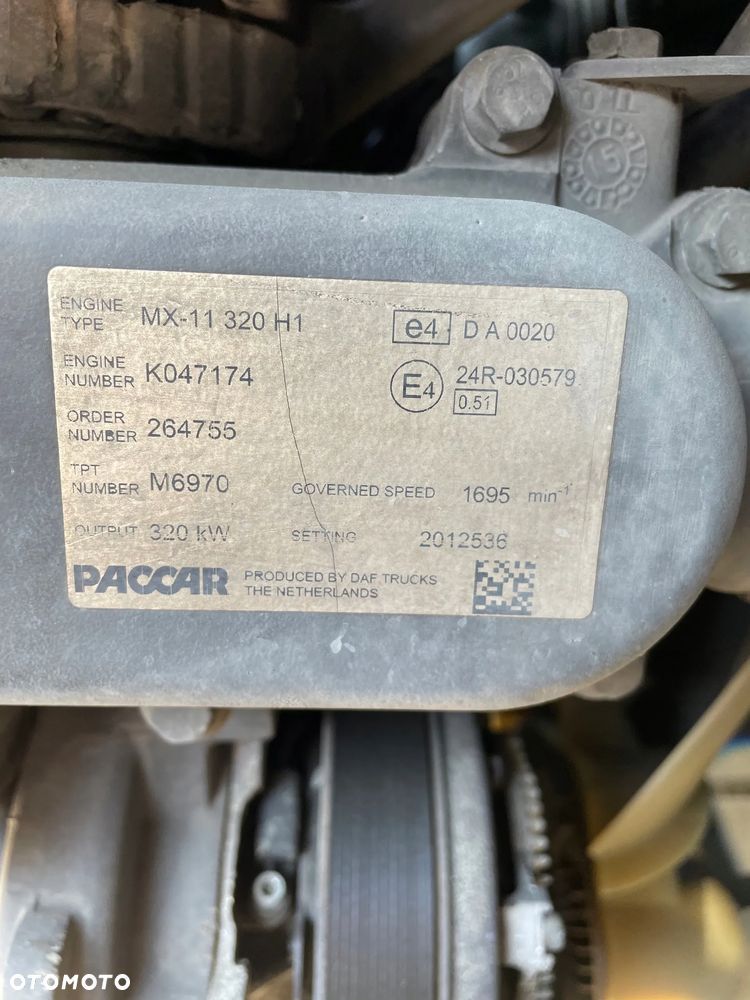 ENGINE TYPE MX-11 320 H1 e4 D A 0020
ENGINE NUMBER K047174 E4 24R-030579
0.51
ORDER NUMBER 264755
TPT NUMBER M6970 GOVERNED SPEED 1695 min-1
OUTPUT 320 kW SETTING 2012536
PACCAR PRODUCED BY DAF TRUCKS
THE NETHERLANDS
OTOMOTO